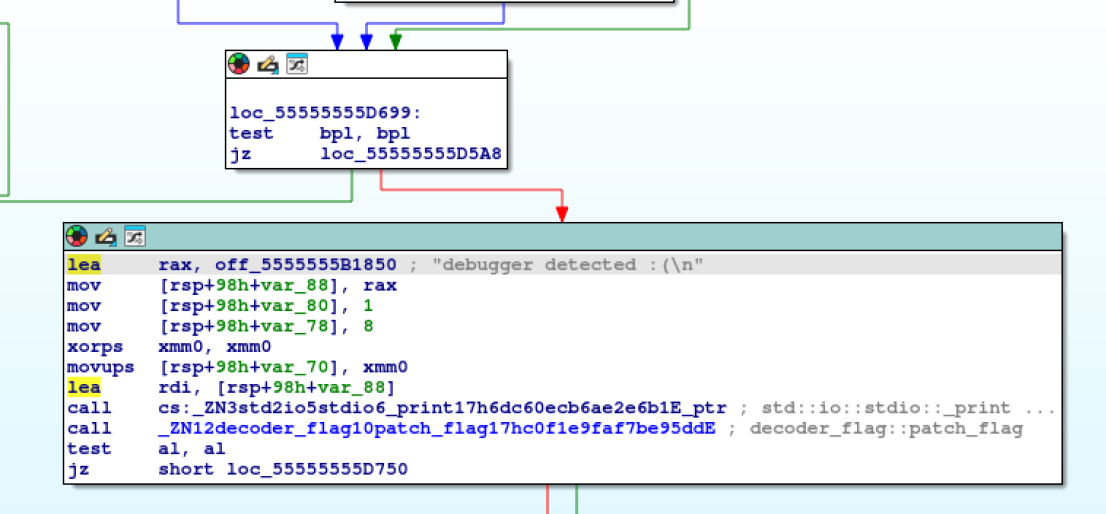 loc_55555555D699:
test bpl, bpl
jz loc_55555555D5A8
lea rax, off_5555555B1850 ; "debugger detected :(\n"
mov [rsp+98h+var_88], rax
mov [rsp+98h+var_80], 1
mov [rsp+98h+var_78], 8
xorps xmm0, xmm0
movups [rsp+98h+var_70], xmm0
lea rdi, [rsp+98h+var_88]
call cs:_ZN3std2io5stdio6_print17h6dc60ecb6ae2e6b1E_ptr ; std::io::stdio::_print ...
call _ZN12decoder_flag10patch_flag17hc0f1e9faf7be95ddE ; decoder_flag::patch_flag
test al, al
jz short loc_55555555D750